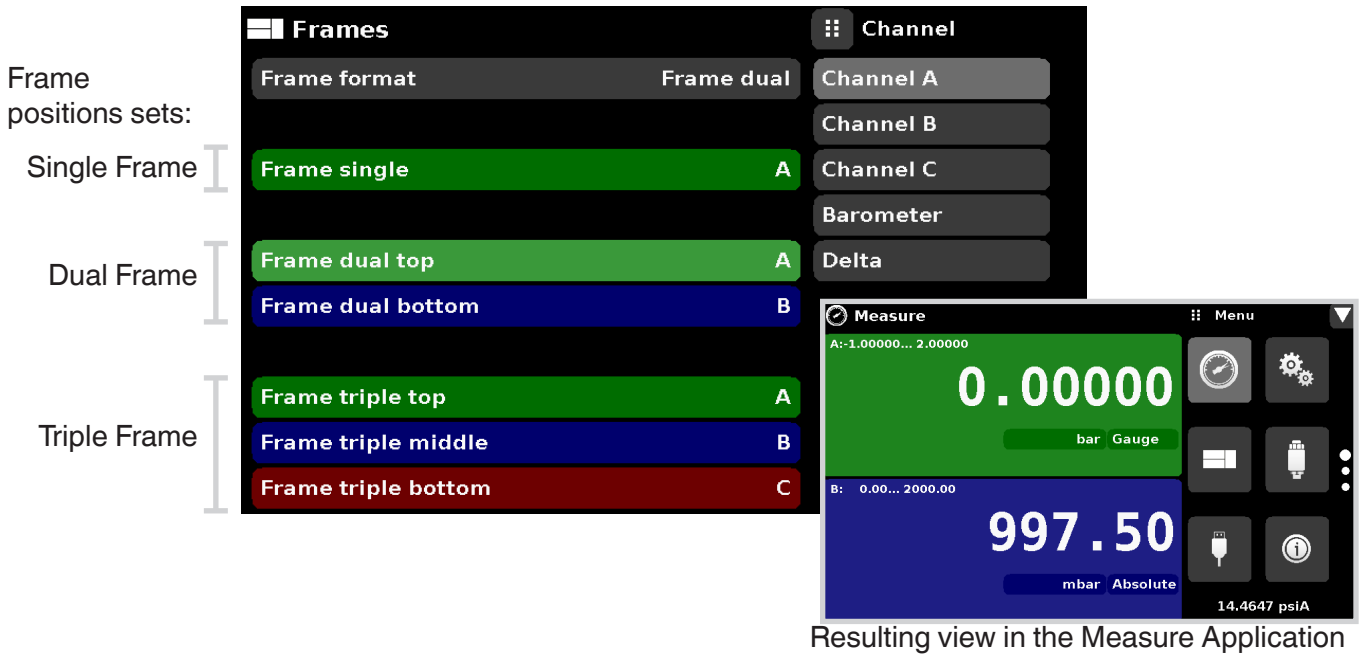 Frames
Channel
Frame
positions sets:
Frame format Frame dual
Channel A
Channel B
Single Frame
Frame single A
Channel C
Barometer
Dual Frame
Frame dual top A
Delta
Frame dual bottom B
Triple Frame
Frame triple top A
Frame triple middle B
Frame triple bottom C
Measure
Menu
A:-1.00000... 2.00000
0.00000
bar Gauge
B: 0.00... 2000.00
997.50
mbar Absolute
14.4647 psiA
Resulting view in the Measure Application